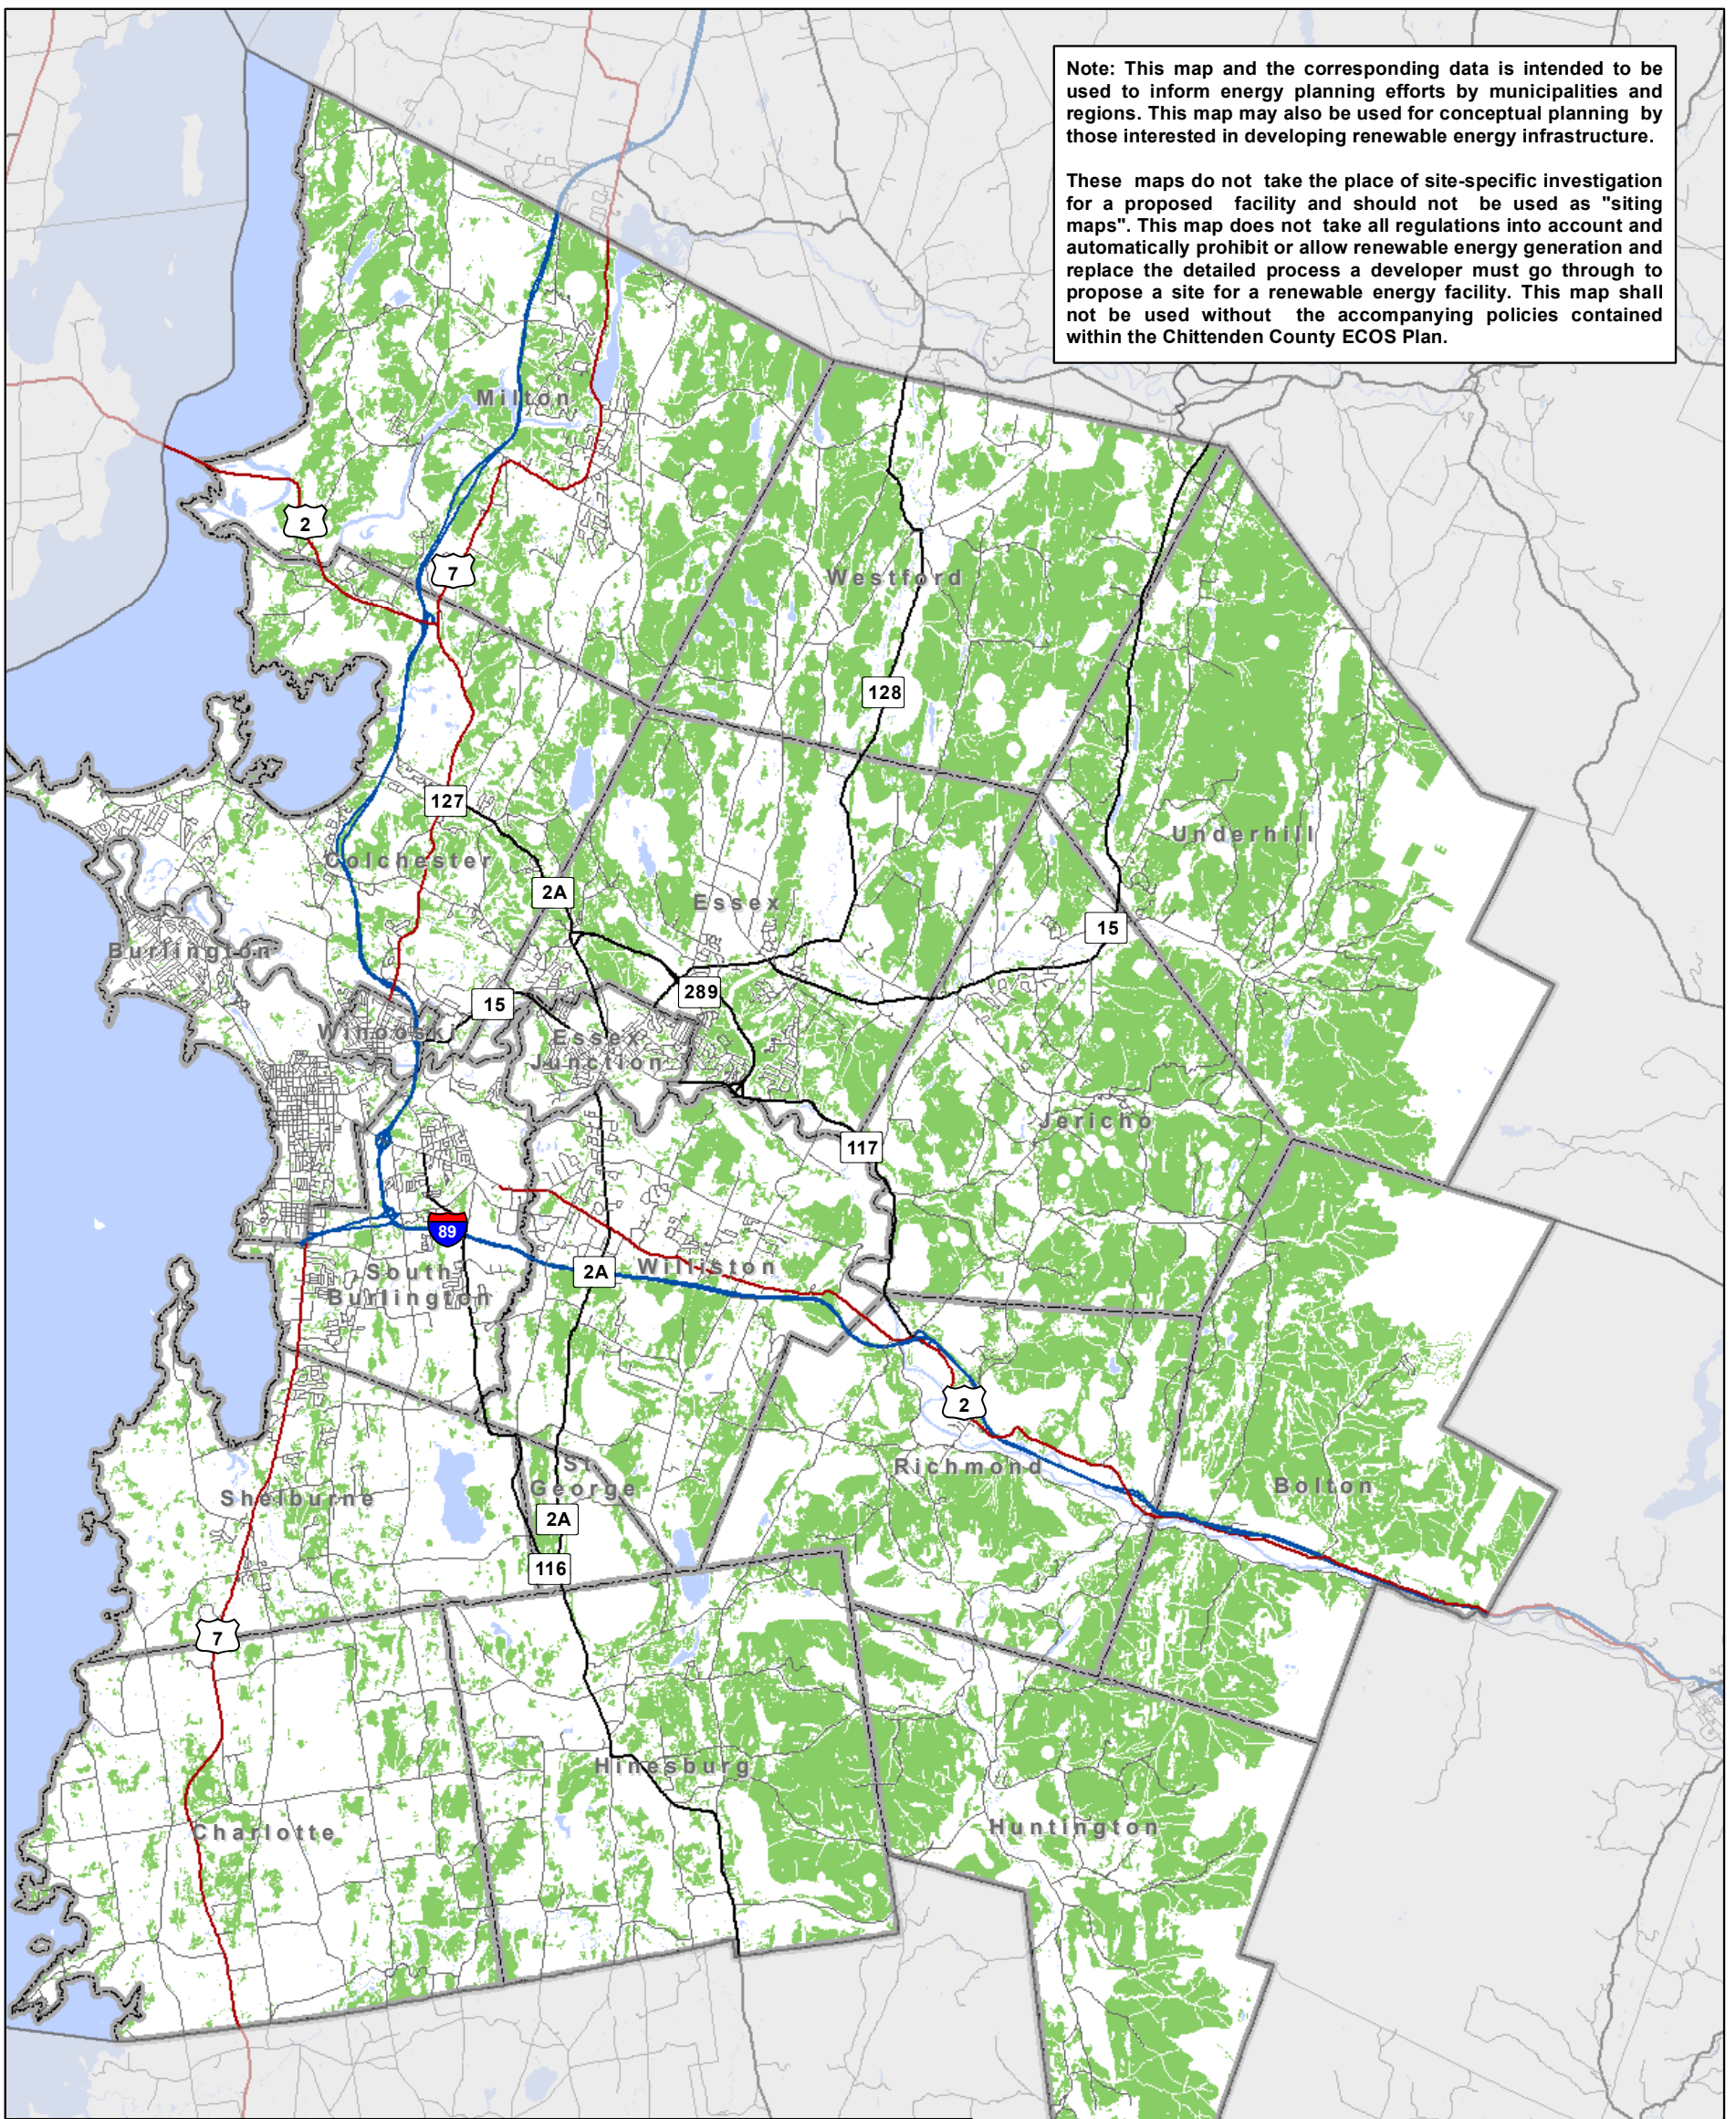 Note: This map and the corresponding data is intended to be
used to inform energy planning efforts by municipalities and
regions. This map may also be used for conceptual planning by
those interested in developing renewable energy infrastructure.
These maps do not take the place of site-specific investigation
for a proposed facility and should not be used as "siting
maps". This map does not take all regulations into account and
automatically prohibit or allow renewable energy generation and
replace the detailed process a developer must go through to
propose a site for a renewable energy facility. This map shall
not be used without the accompanying policies contained
within the Chittenden County ECOS Plan.
Milton
2
7
Westford
128
127
Underhill
Colchester
2A
Essex
15
Burlington
289
15
Winooski
Essex
Junction
Jericho
117
89
2A
Williston
South
Burlington
2
St.
George
Richmond
Bolton
Shelburne
2A
116
7
Hinesburg
Charlotte
Huntington